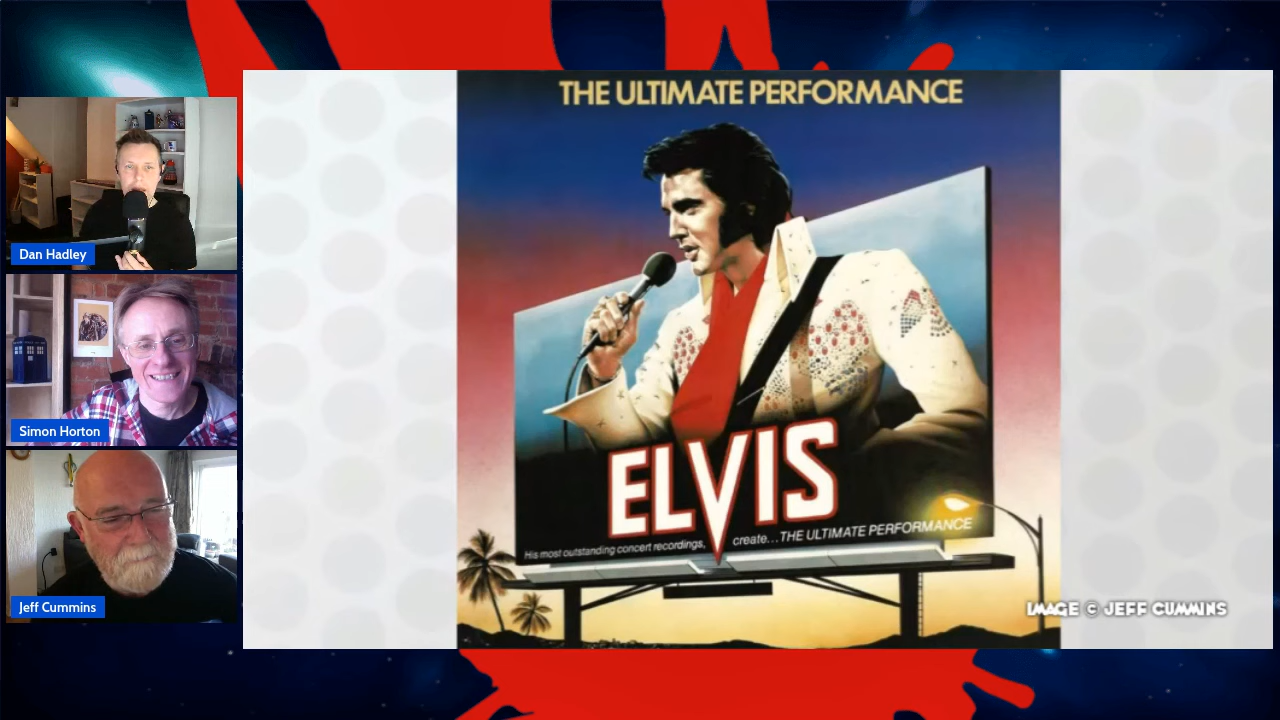 THE ULTIMATE PERFORMANCE
Dan Hadley
Simon Horton
ELVIS
His most outstanding concert recordings, create...THE ULTIMATE PERFORMANCE
Jeff Cummins
IMAGE © JEFF CUMMINS